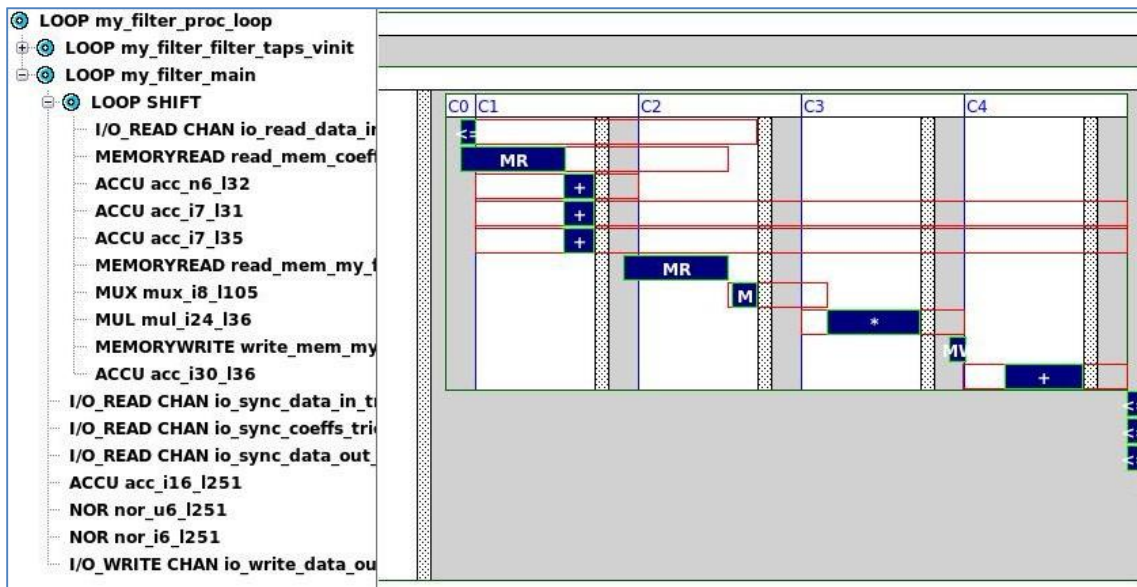 LOOP my_filter_proc_loop
LOOP my_filter_filter_taps_vinit
LOOP my_filter_main
LOOP SHIFT
C0 C1 C2 C3 C4
I/O_READ CHAN io_read_data_in <=
MEMORYREAD read_mem_coeff MR
ACCU acc_n6_l32 +
ACCU acc_i7_l31 +
ACCU acc_i7_l35 +
MEMORYREAD read_mem_my_f MR
MUX mux_i8_l105 M
MUL mul_i24_l36 *
MEMORYWRITE write_mem_my MW
ACCU acc_i30_l36 +
I/O_READ CHAN io_sync_data_in_tr <=
I/O_READ CHAN io_sync_coeffs_trig <=
I/O_READ CHAN io_sync_data_out_ <=
ACCU acc_i16_l251
NOR nor_u6_l251
NOR nor_i6_l251
I/O_WRITE CHAN io_write_data_ou